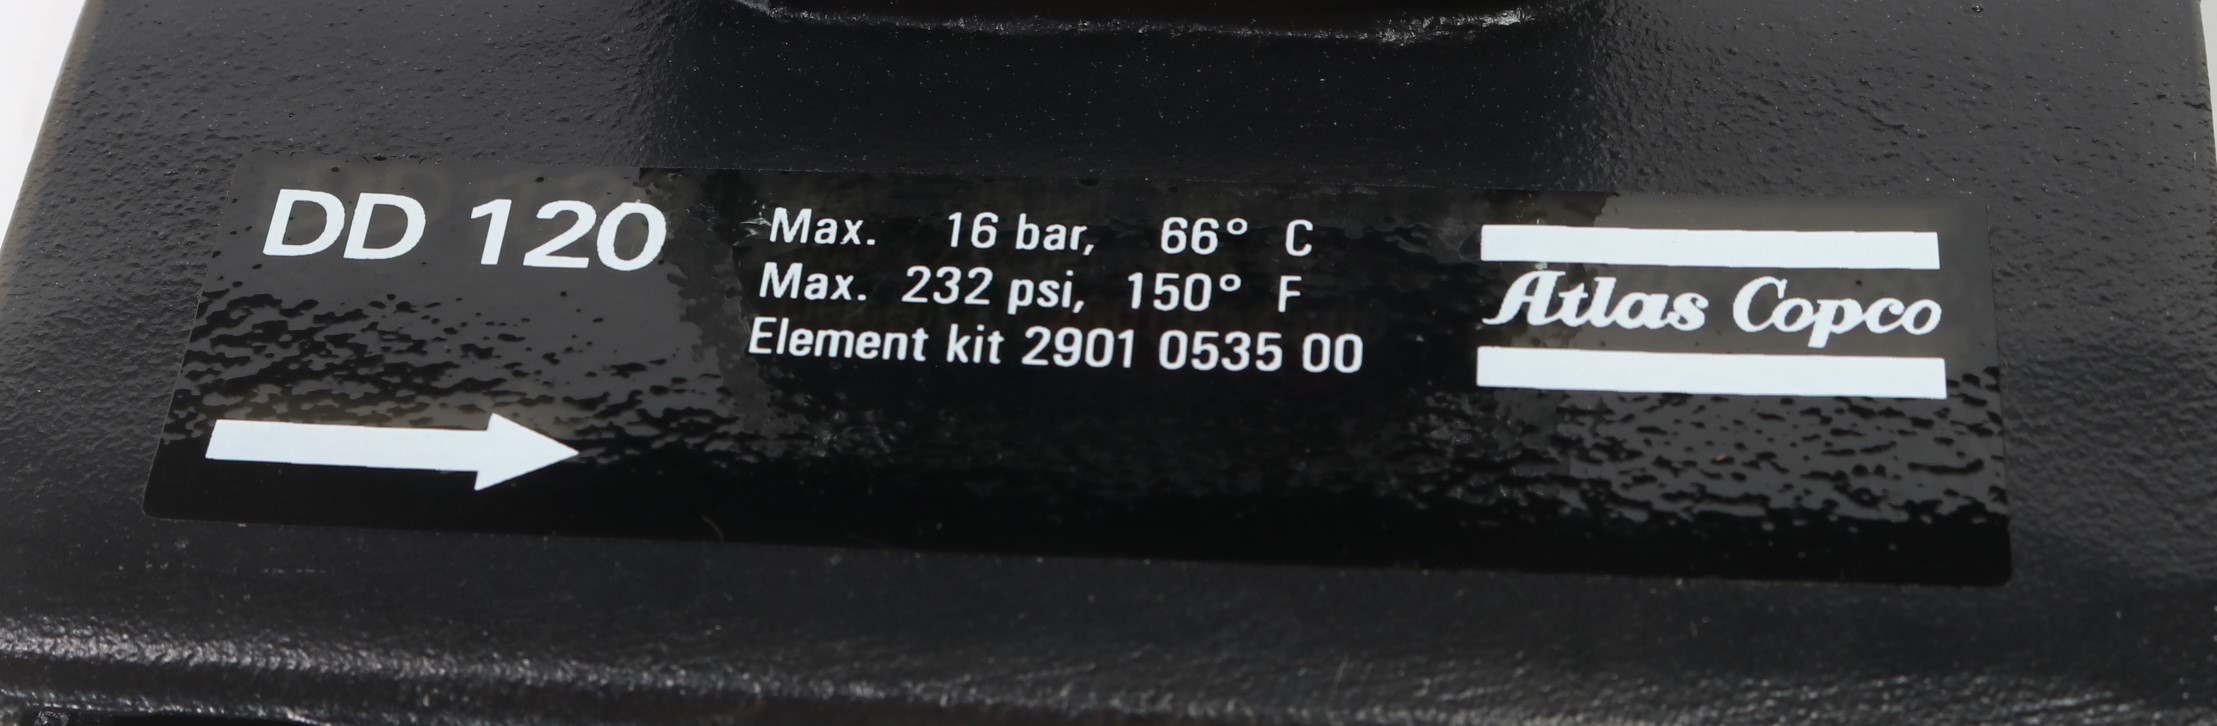 DD 120
Max. 16 bar, 66° C
Max. 232 psi, 150° F
Element kit 2901 0535 00
Atlas Copco